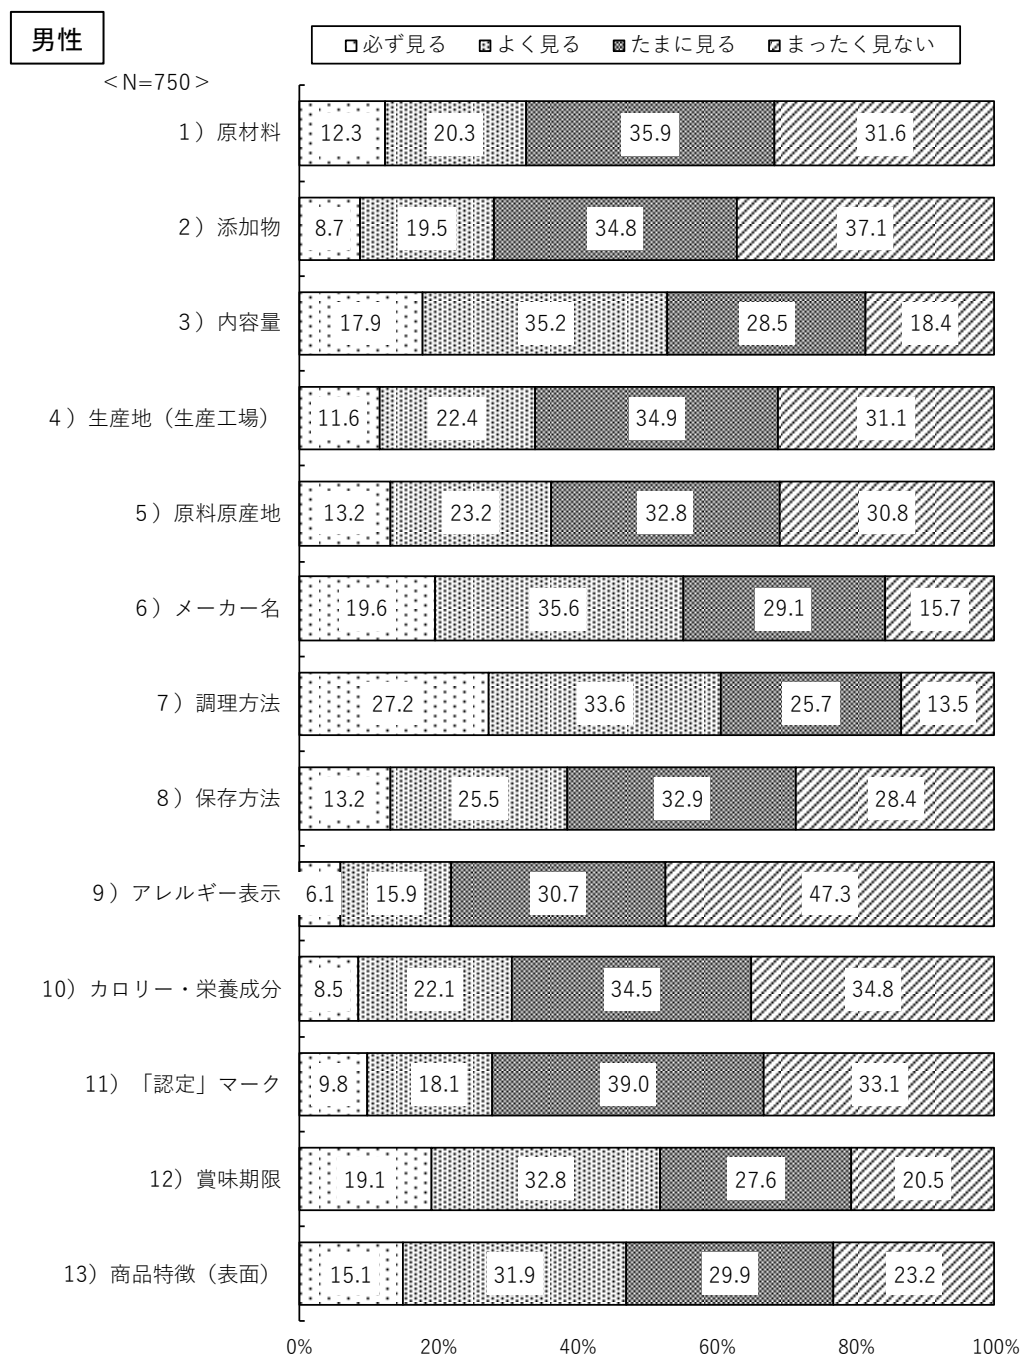 男性
□必ず見る □よく見る ■たまに見る □まったく見ない
＜N=750＞
1）原材料 12.3 20.3 35.9 31.6
2）添加物 8.7 19.5 34.8 37.1
3）内容量 17.9 35.2 28.5 18.4
4）生産地（生産工場） 11.6 22.4 34.9 31.1
5）原料原産地 13.2 23.2 32.8 30.8
6）メーカー名 19.6 35.6 29.1 15.7
7）調理方法 27.2 33.6 25.7 13.5
8）保存方法 13.2 25.5 32.9 28.4
9）アレルギー表示 6.1 15.9 30.7 47.3
10）カロリー・栄養成分 8.5 22.1 34.5 34.8
11）「認定」マーク 9.8 18.1 39.0 33.1
12）賞味期限 19.1 32.8 27.6 20.5
13）商品特徴（表面） 15.1 31.9 29.9 23.2
0% 20% 40% 60% 80% 100%